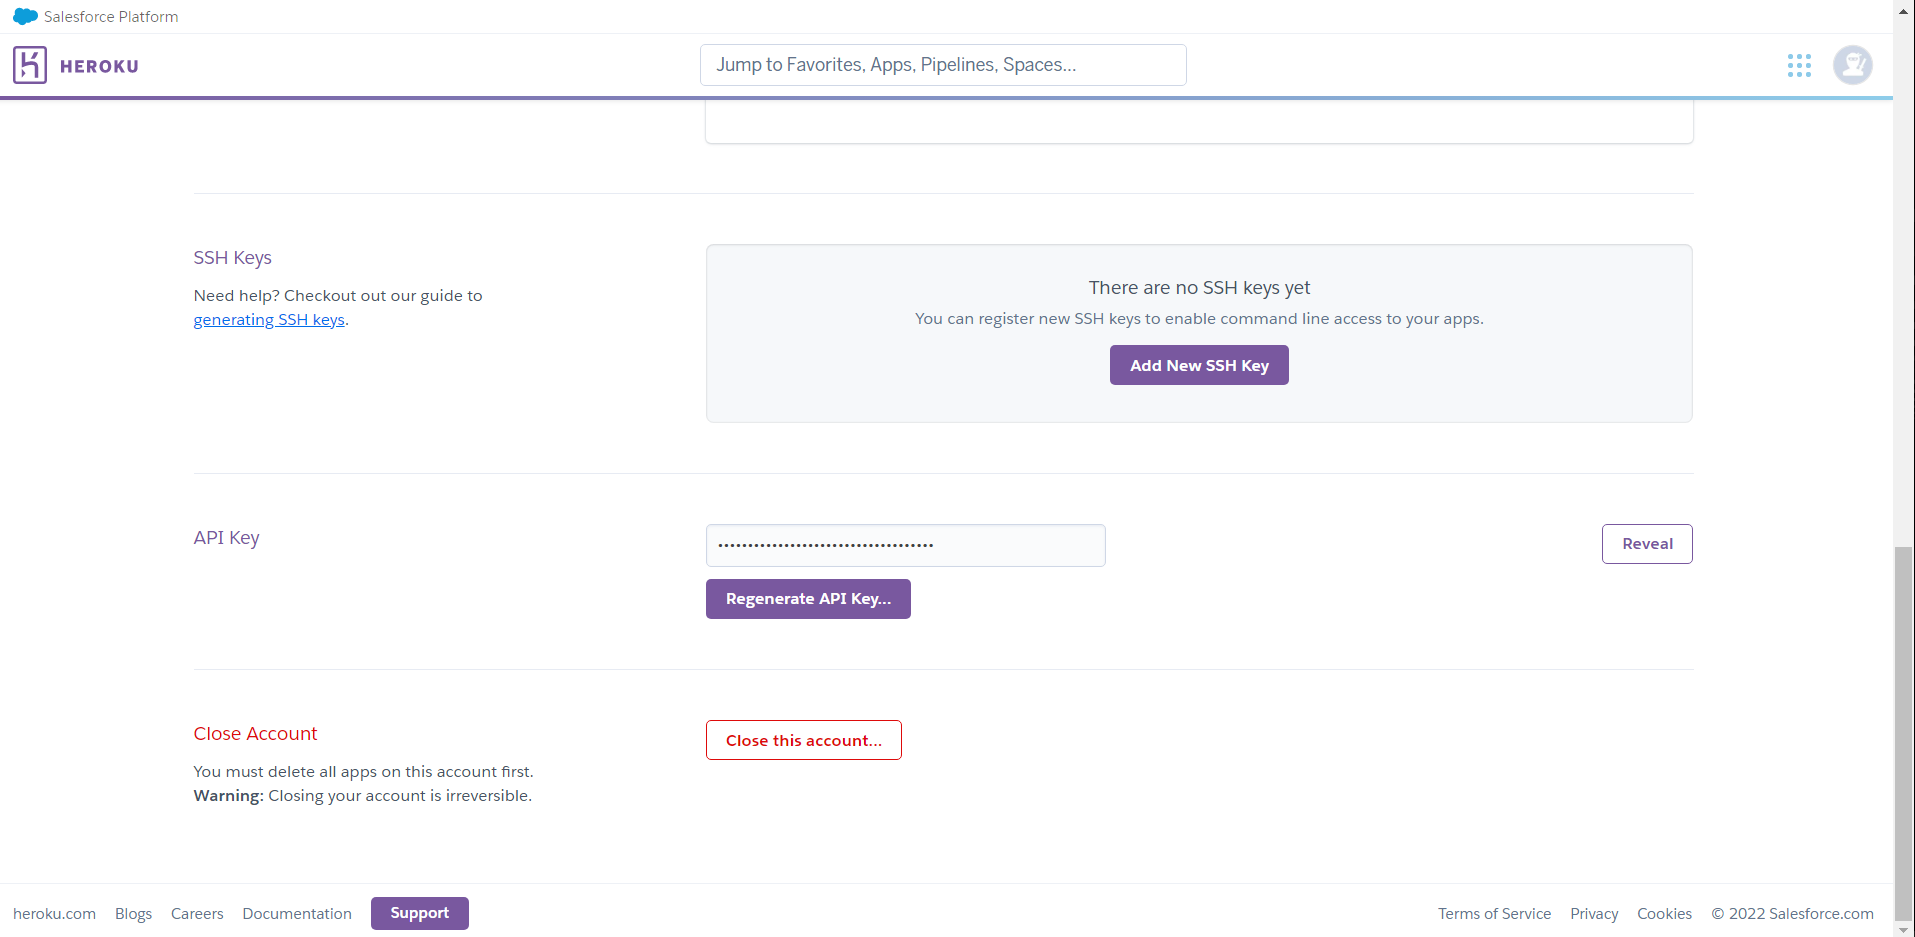 Salesforce Platform
HEROKU
Jump to Favorites, Apps, Pipelines, Spaces...
SSH Keys
Need help? Checkout out our guide to
generating SSH keys.
There are no SSH keys yet
You can register new SSH keys to enable command line access to your apps.
Add New SSH Key
API Key
••••••••••••••••••••••••••••••••••••
Reveal
Regenerate API Key...
Close Account
You must delete all apps on this account first.
Warning: Closing your account is irreversible.
Close this account...
heroku.com Blogs Careers Documentation Support Terms of Service Privacy Cookies © 2022 Salesforce.com